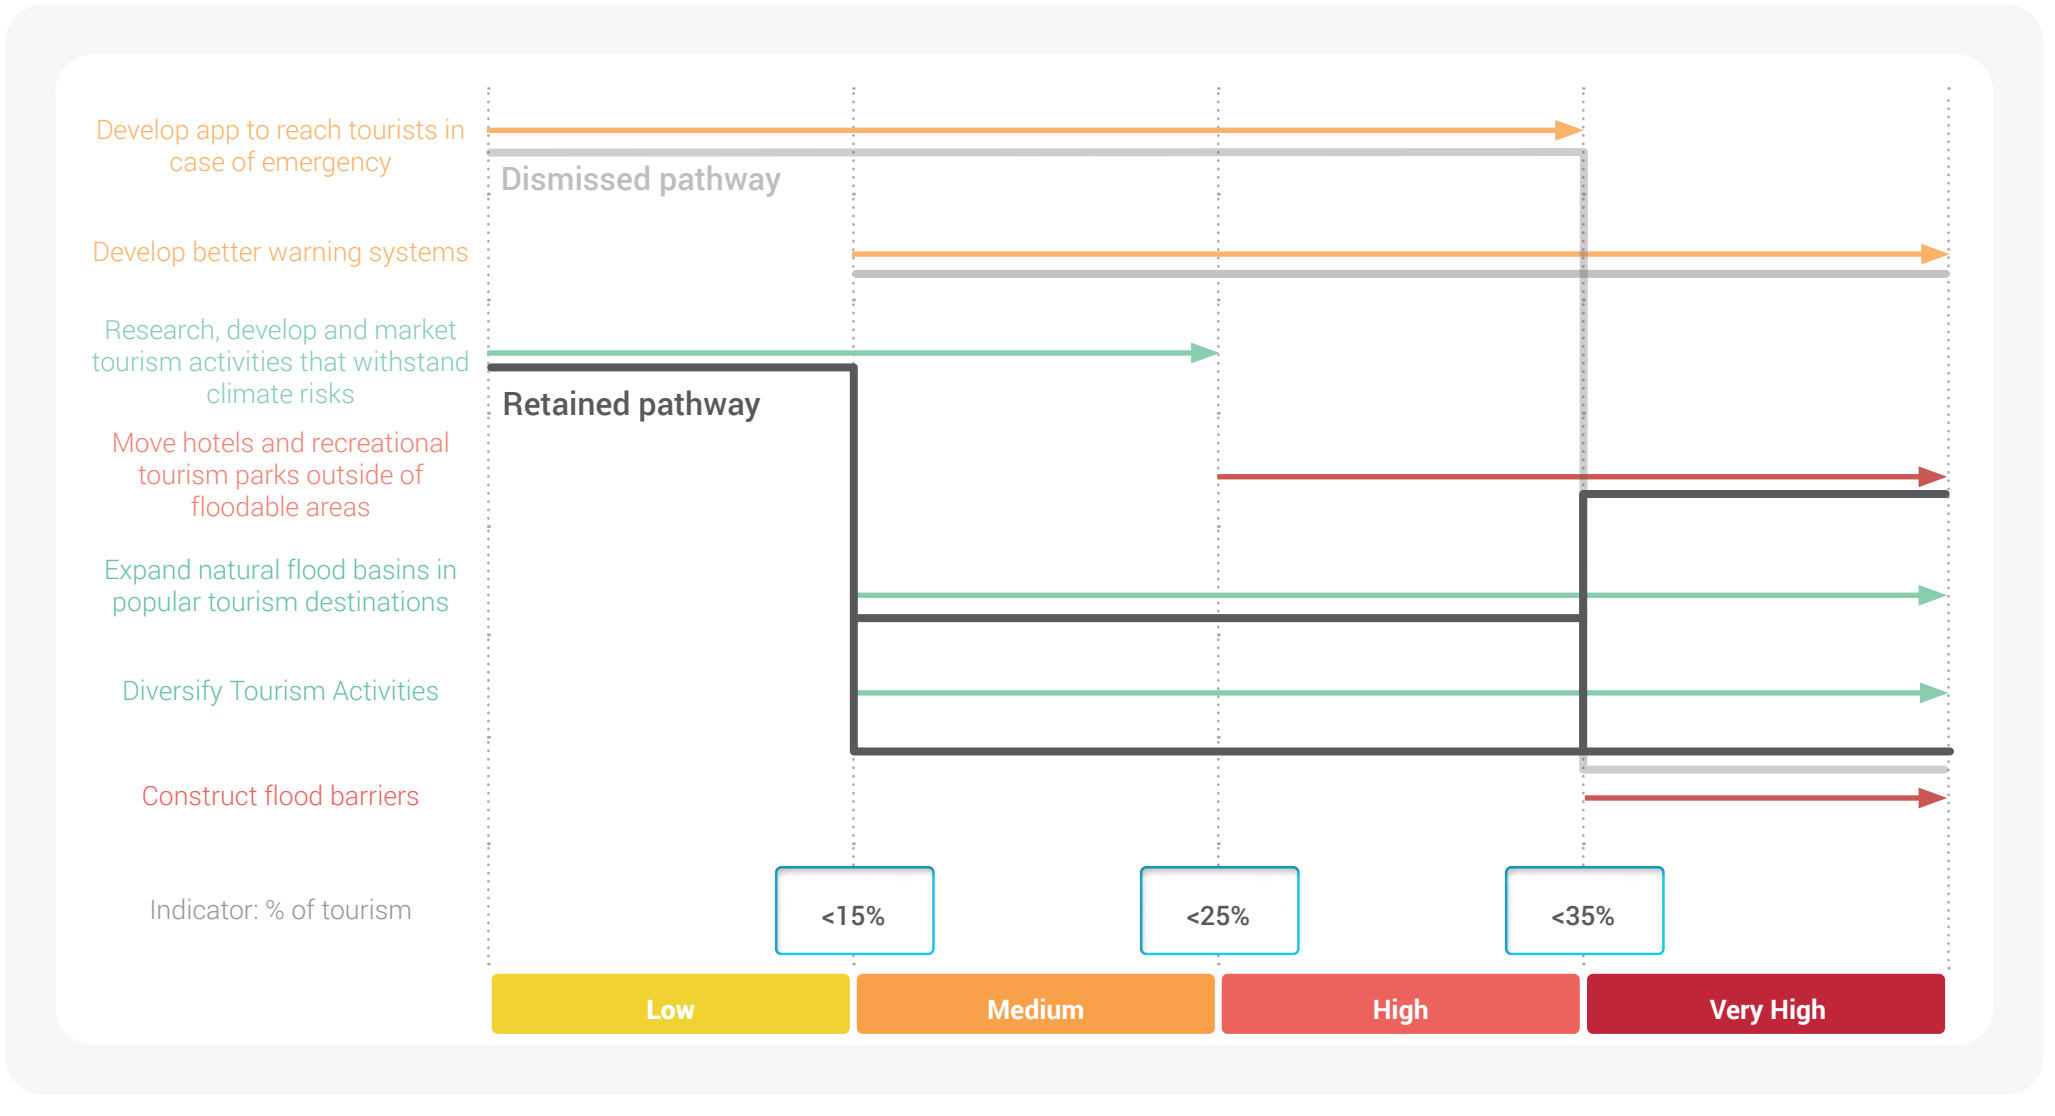 Develop app to reach tourists in
case of emergency
Dismissed pathway
Develop better warning systems
Research, develop and market
tourism activities that withstand
climate risks
Retained pathway
Move hotels and recreational
tourism parks outside of
floodable areas
Expand natural flood basins in
popular tourism destinations
Diversify Tourism Activities
Construct flood barriers
Indicator: % of tourism
<15%
<25%
<35%
Low
Medium
High
Very High